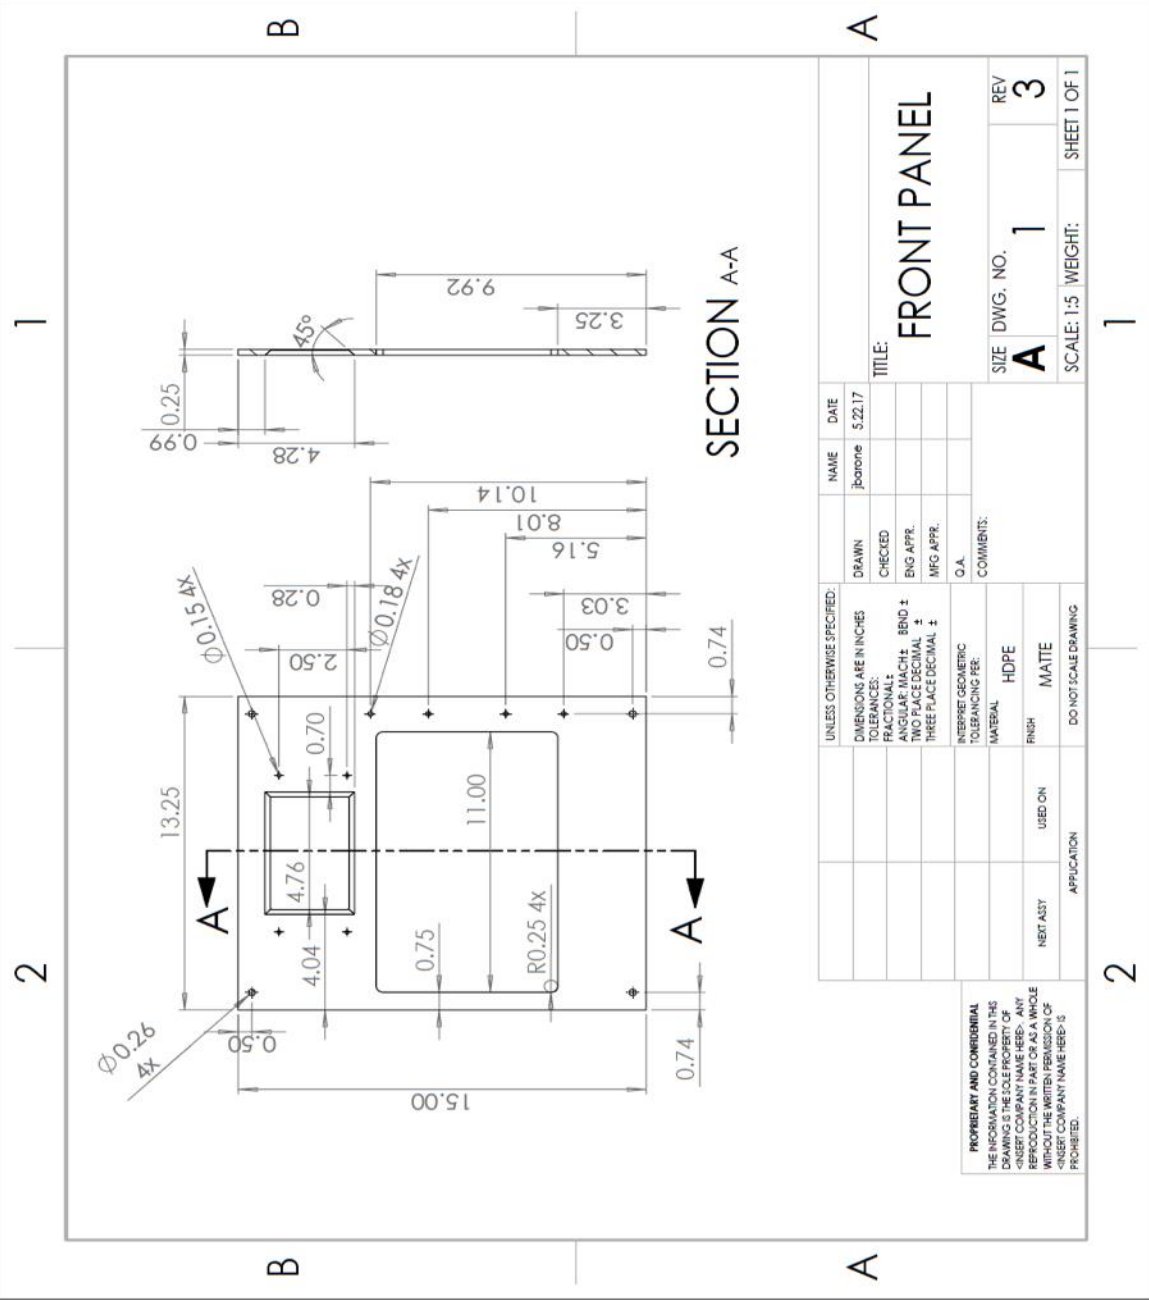 2
1
B
B
A
A
2
1
13.25
15.00
Ø0.26
4x
0.50
4.04
4.76
0.70
Ø0.15 4x
2.50
0.28
Ø0.18 4x
0.75
11.00
R0.25 4x
0.74
0.74
0.50
3.03
5.16
8.01
10.14
A
A
0.25
0.99
4.28
45°
9.92
3.25
SECTION A-A
PROPRIETARY AND CONFIDENTIAL
THE INFORMATION CONTAINED IN THIS
DRAWING IS THE SOLE PROPERTY OF
<INSERT COMPANY NAME HERE>. ANY
REPRODUCTION IN PART OR AS A WHOLE
WITHOUT THE WRITTEN PERMISSION OF
<INSERT COMPANY NAME HERE> IS
PROHIBITED.
NEXT ASSY
USED ON
APPLICATION
UNLESS OTHERWISE SPECIFIED:
DIMENSIONS ARE IN INCHES
TOLERANCES:
FRACTIONAL±
ANGULAR: MACH± BEND ±
TWO PLACE DECIMAL ±
THREE PLACE DECIMAL ±
INTERPRET GEOMETRIC
TOLERANCING PER:
MATERIAL
HDPE
FINISH
MATTE
DO NOT SCALE DRAWING
NAME
DATE
DRAWN
jbarone
5.22.17
CHECKED
ENG APPR.
MFG APPR.
Q.A.
COMMENTS:
TITLE:
FRONT PANEL
SIZE
A
DWG. NO.
1
REV
3
SCALE: 1:5
WEIGHT:
SHEET 1 OF 1